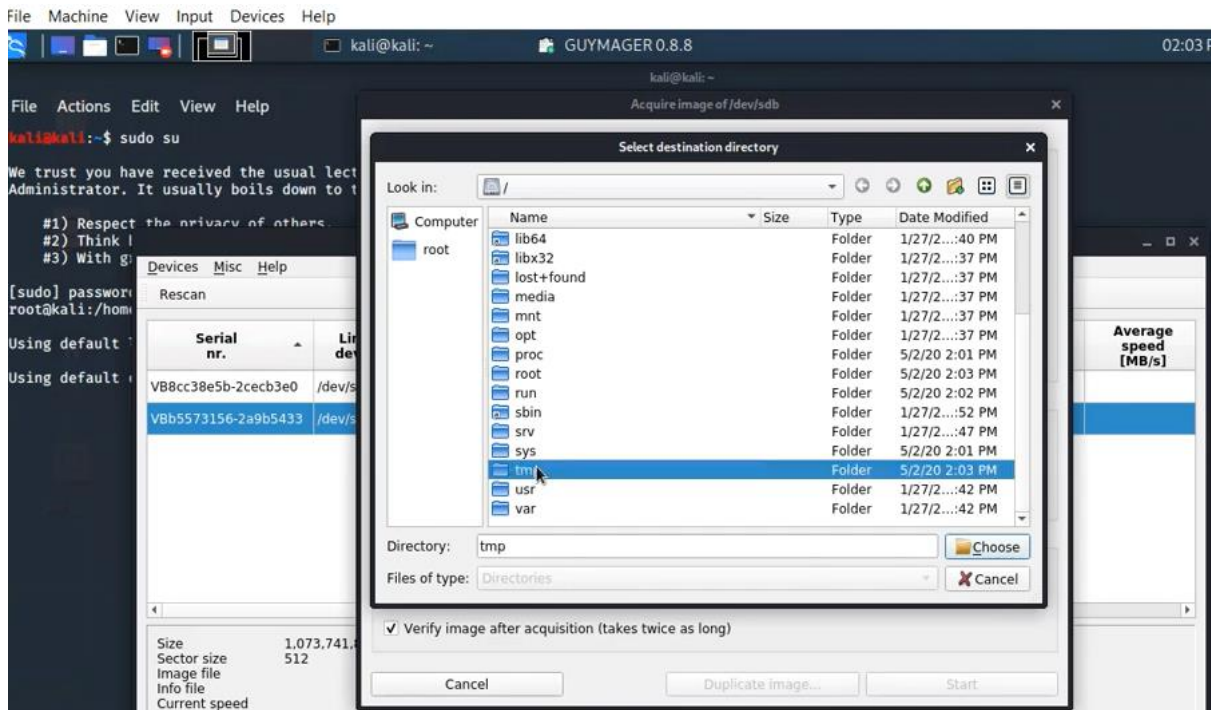 File Machine View Input Devices Help
kali@kali: ~
GUYMAGER 0.8.8
02:03
kali@kali: ~
File Actions Edit View Help
kali@kali:~$ sudo su
We trust you have received the usual lect
Administrator. It usually boils down to t
#1) Respect the privacy of others.
#2) Think
#3) With g
[sudo] passwor
root@kali:/hom
Using default
Using default
Devices Misc Help
Rescan
Serial nr.
Average speed [MB/s]
VB8cc38e5b-2cecb3e0 /dev/s
VBb5573156-2a9b5433 /dev/s
Size 1,073,741,
Sector size 512
Image file
Info file
Current speed
Acquire image of /dev/sdb
Select destination directory
Look in: /
Computer
root
Name Size Type Date Modified
lib64 Folder 1/27/2...:40 PM
libx32 Folder 1/27/2...:37 PM
lost+found Folder 1/27/2...:37 PM
media Folder 1/27/2...:37 PM
mnt Folder 1/27/2...:37 PM
opt Folder 1/27/2...:37 PM
proc Folder 5/2/20 2:01 PM
root Folder 5/2/20 2:03 PM
run Folder 5/2/20 2:02 PM
sbin Folder 1/27/2...:52 PM
srv Folder 1/27/2...:47 PM
sys Folder 5/2/20 2:01 PM
tmp Folder 5/2/20 2:03 PM
usr Folder 1/27/2...:42 PM
var Folder 1/27/2...:42 PM
Directory: tmp
Choose
Files of type: Directories
Cancel
Verify image after acquisition (takes twice as long)
Cancel
Duplicate image...
Start